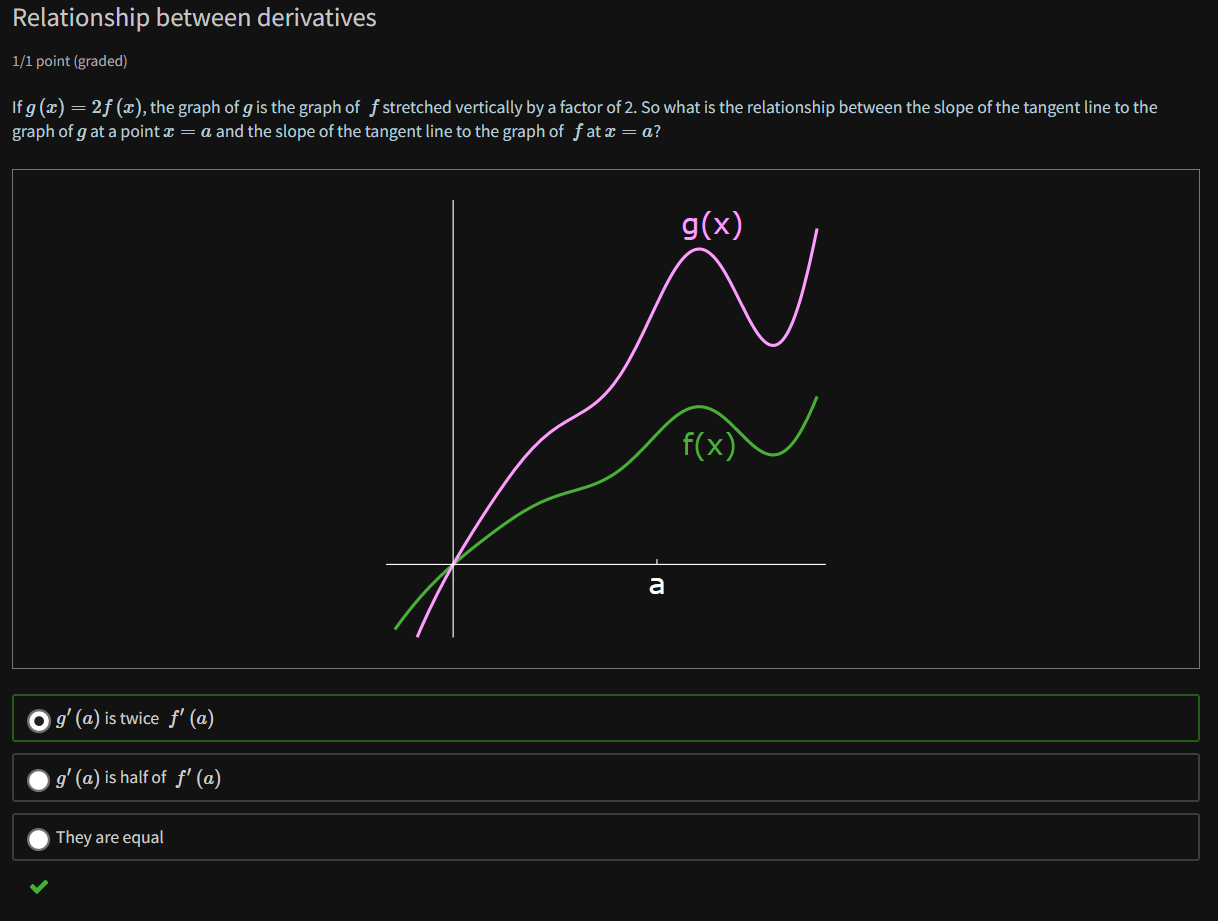 Relationship between derivatives
1/1 point (graded)
If g (x) = 2f (x), the graph of g is the graph of f stretched vertically by a factor of 2. So what is the relationship between the slope of the tangent line to the
graph of g at a point x = a and the slope of the tangent line to the graph of f at x = a?
g(x)
f(x)
a
g′ (a) is twice f′ (a)
g′ (a) is half of f′ (a)
They are equal